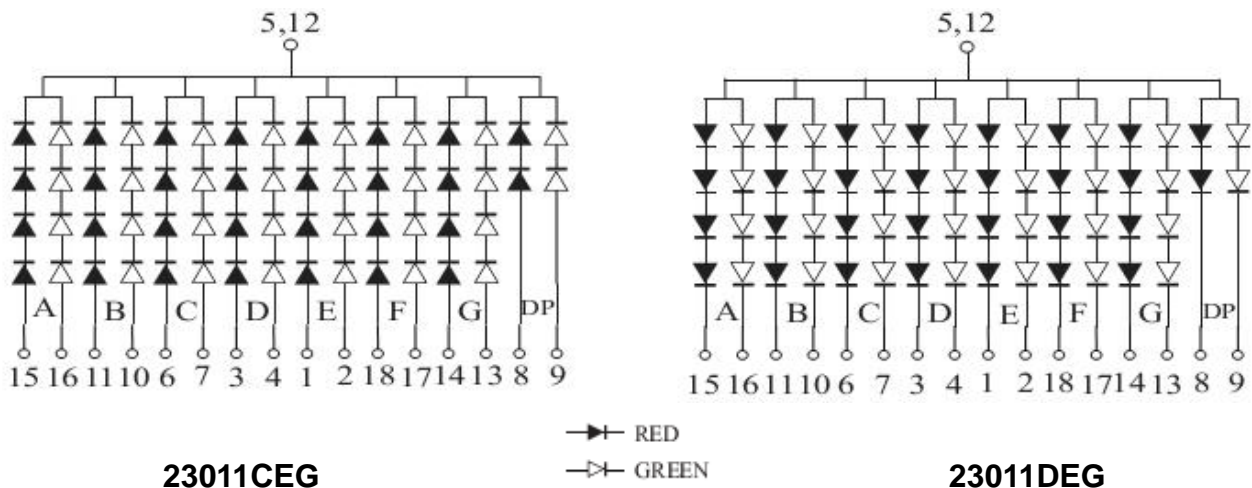 5,12 5,12
A B C D E F G DP A B C D E F G DP
15 16 11 10 6 7 3 4 1 2 18 17 14 13 8 9 15 16 11 10 6 7 3 4 1 2 18 17 14 13 8 9
RED
GREEN
23011CEG 23011DEG